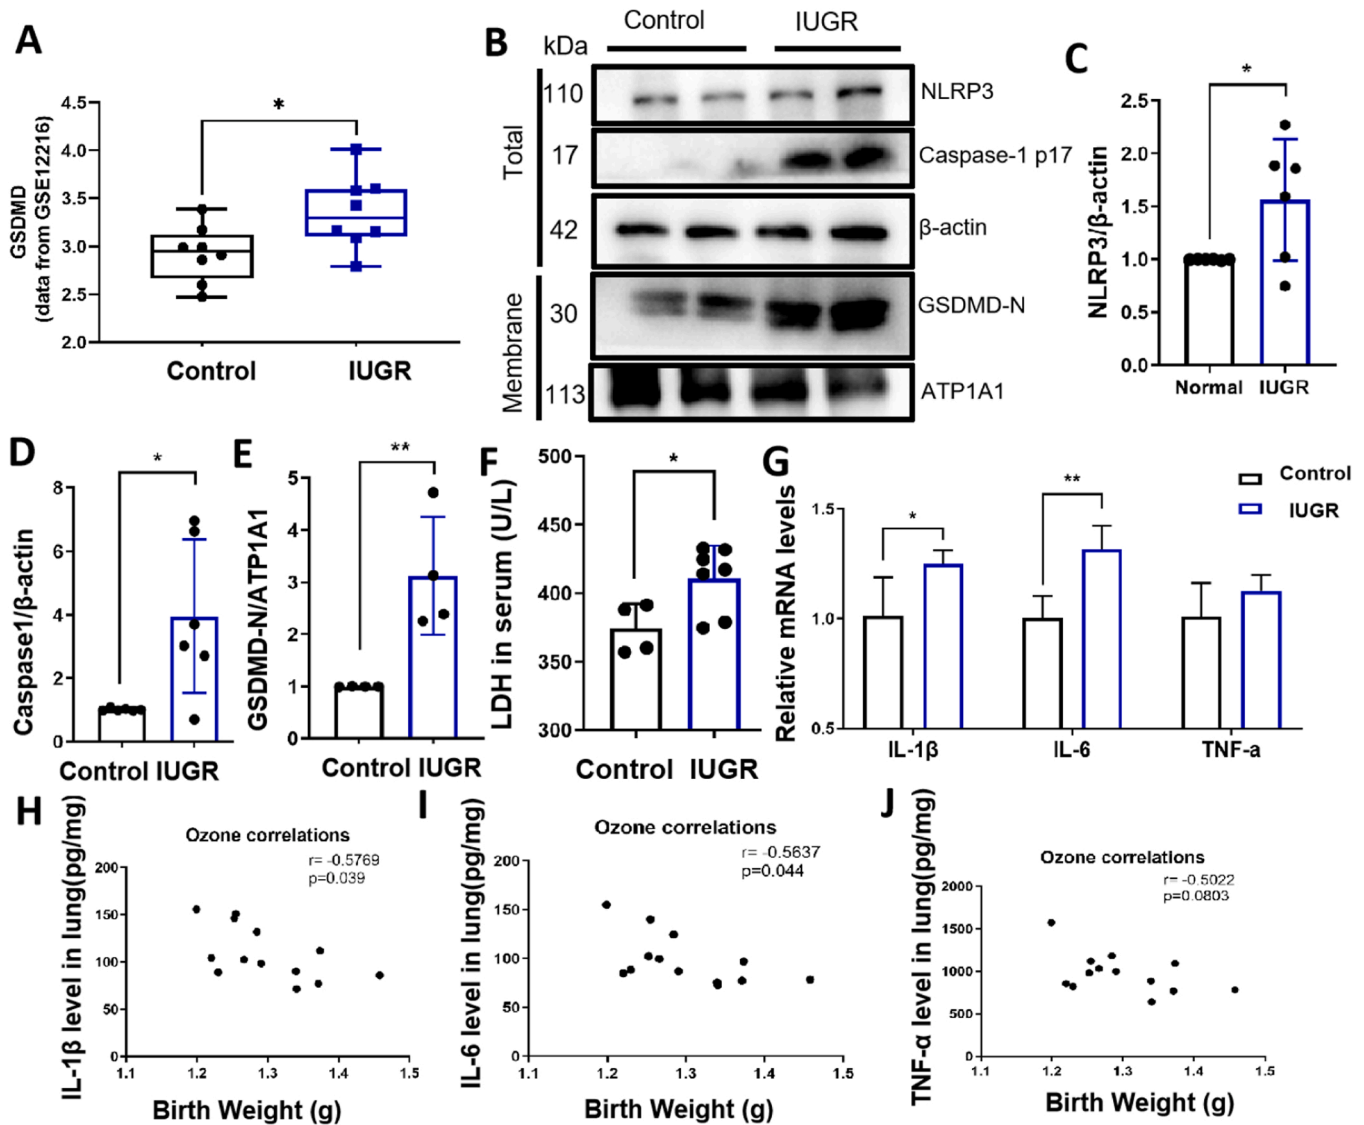 A
GSDMD
(data from GSE12216)
4.5
4.0
3.5
3.0
2.5
2.0
*
Control IUGR
B
Control IUGR
kDa
Total
110 NLRP3
17 Caspase-1 p17
42 β-actin
Membrane
30 GSDMD-N
113 ATP1A1
C
NLRP3/β-actin
2.5
2.0
1.5
1.0
0.5
0.0
*
Normal IUGR
D
Caspase1/β-actin
8
6
4
2
0
*
Control IUGR
E
GSDMD-N/ATP1A1
5
4
3
2
1
0
**
Control IUGR
F
LDH in serum (U/L)
500
450
400
350
300
*
Control IUGR
G
Relative mRNA levels
1.5
1.0
0.5
* **
Control
IUGR
IL-1β IL-6 TNF-a
H
IL-1β level in lung(pg/mg)
Ozone correlations
r= -0.5769
p=0.039
200
150
100
50
0
1.1 1.2 1.3 1.4 1.5
Birth Weight (g)
I
IL-6 level in lung(pg/mg)
Ozone correlations
r= -0.5637
p=0.044
200
150
100
50
0
1.1 1.2 1.3 1.4 1.5
Birth Weight (g)
J
TNF-α level in lung(pg/mg)
Ozone correlations
r= -0.5022
p=0.0803
2000
1500
1000
500
0
1.1 1.2 1.3 1.4 1.5
Birth Weight (g)